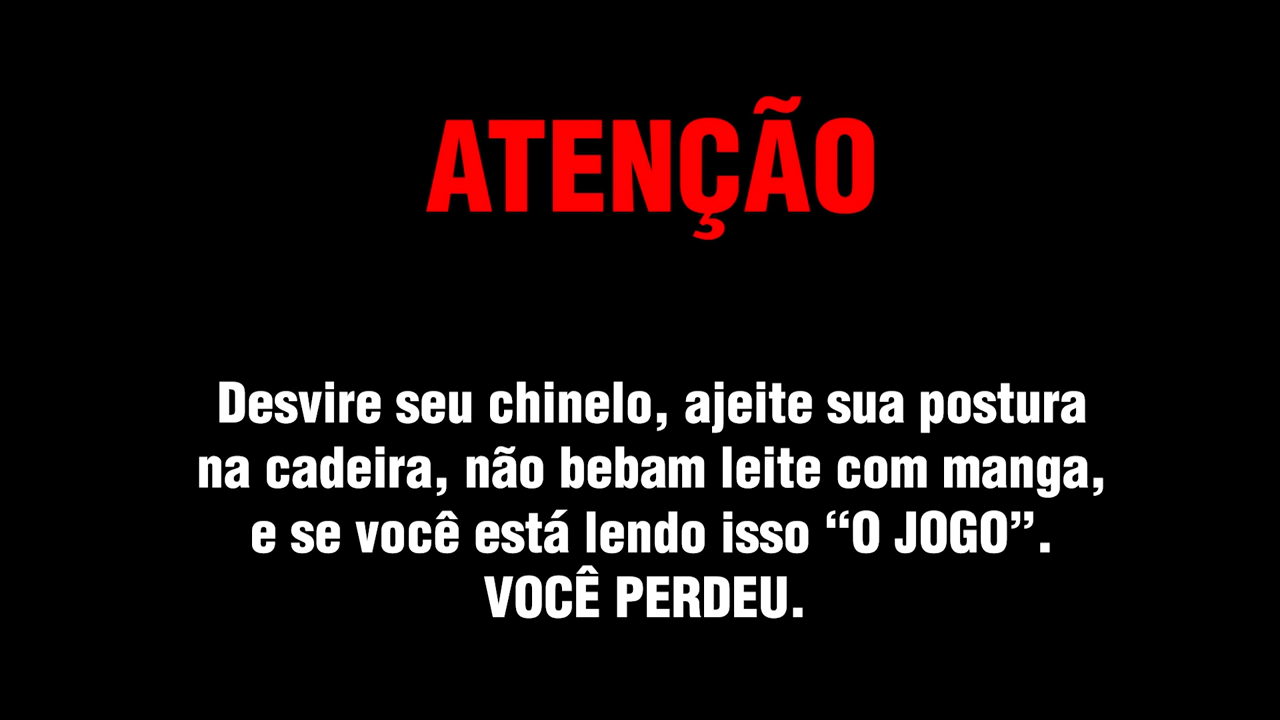 ATENÇÃO
Desvire seu chinelo, ajeite sua postura
na cadeira, não bebam leite com manga,
e se você está lendo isso “O JOGO”.
VOCÊ PERDEU.